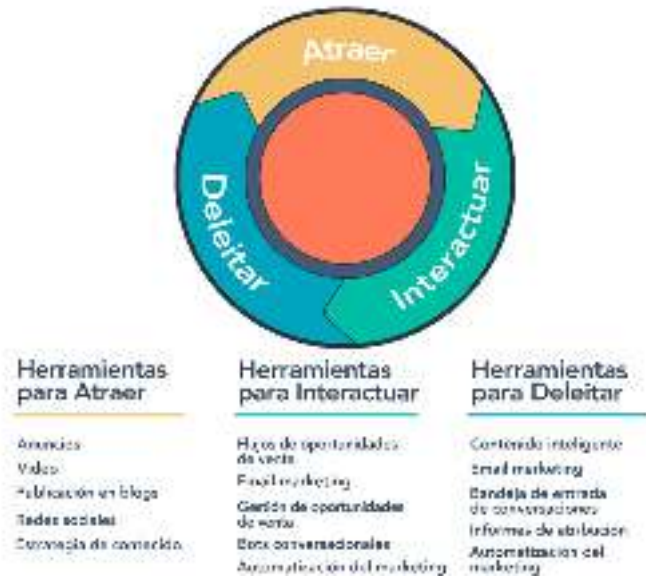 Atraer
Interactuar
Deleitar
Herramientas
para Atraer
Anuncios
Video
Publicación en blogs
Redes sociales
Estrategia de contenido
Herramientas
para Interactuar
Flujos de oportunidades
de venta
Email marketing
Gestión de oportunidades
de venta
Bots conversacionales
Automatización del marketing
Herramientas
para Deleitar
Contenido inteligente
Email marketing
Bandeja de entrada
de conversaciones
Informes de atribución
Automatización del
marketing